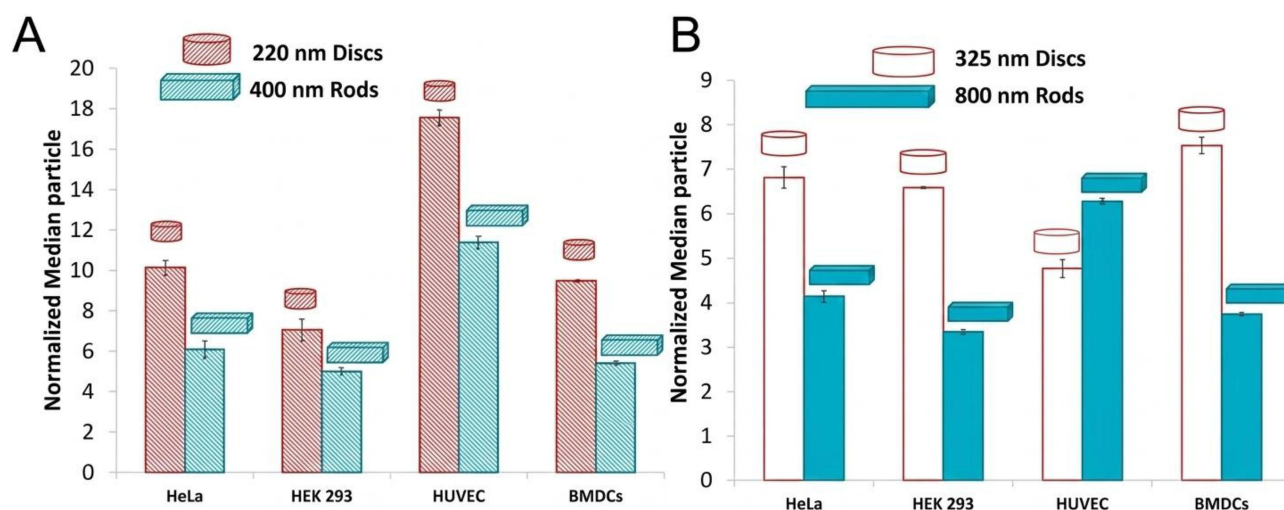 A
220 nm Discs
400 nm Rods
Normalized Median particle
20
18
16
14
12
10
8
6
4
2
0
HeLa
HEK 293
HUVEC
BMDCs
B
325 nm Discs
800 nm Rods
Normalized Median particle
9
8
7
6
5
4
3
2
1
0
HeLa
HEK 293
HUVEC
BMDCs